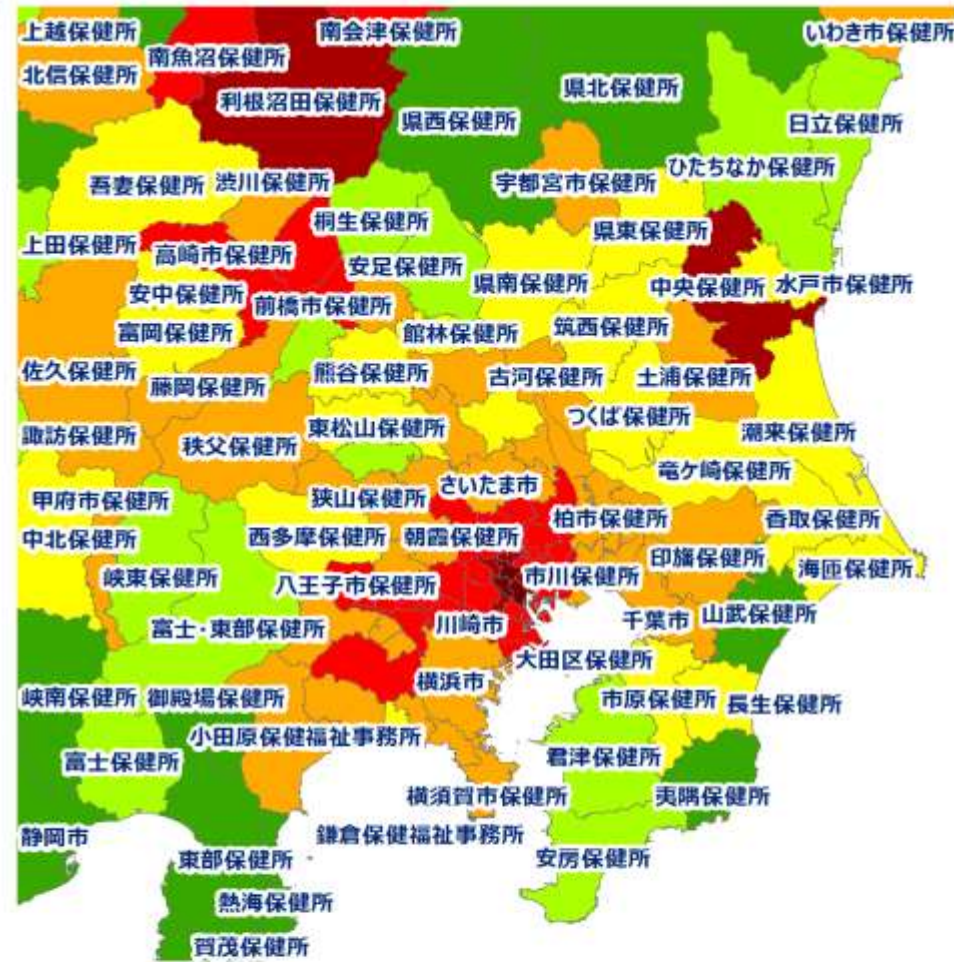 上越保健所
南会津保健所
いわき市保健所
南魚沼保健所
北信保健所
利根沼田保健所
県北保健所
県西保健所
日立保健所
ひたちなか保健所
吾妻保健所
渋川保健所
宇都宮市保健所
桐生保健所
県東保健所
上田保健所
高崎市保健所
安足保健所
県南保健所
中央保健所
水戸市保健所
安中保健所
前橋市保健所
富岡保健所
館林保健所
筑西保健所
佐久保健所
藤岡保健所
熊谷保健所
古河保健所
土浦保健所
つくば保健所
諏訪保健所
秩父保健所
東松山保健所
潮来保健所
竜ケ崎保健所
甲府市保健所
狭山保健所
さいたま市
柏市保健所
香取保健所
中北保健所
西多摩保健所
朝霞保健所
印旛保健所
海匝保健所
峡東保健所
八王子市保健所
市川保健所
千葉市
山武保健所
富士・東部保健所
川崎市
大田区保健所
峡南保健所
御殿場保健所
横浜市
市原保健所
長生保健所
小田原保健福祉事務所
富士保健所
君津保健所
横須賀市保健所
夷隅保健所
静岡市
鎌倉保健福祉事務所
東部保健所
安房保健所
熱海保健所
賀茂保健所